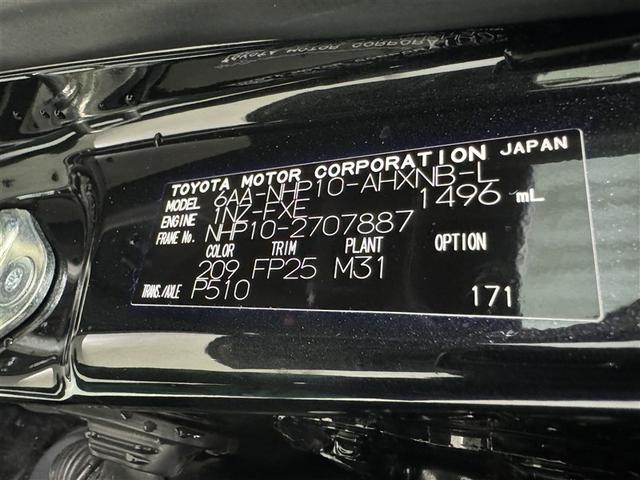 TOYOTA MOTOR CORPORATION JAPAN
MODEL 6AA-NHP10-AHXNB-L
ENGINE 1NZ-FXE 1496 mL
FRAME No. NHP10-2707887
COLOR TRIM PLANT OPTION
209 FP25 M31
TRANS./AXLE P510 171